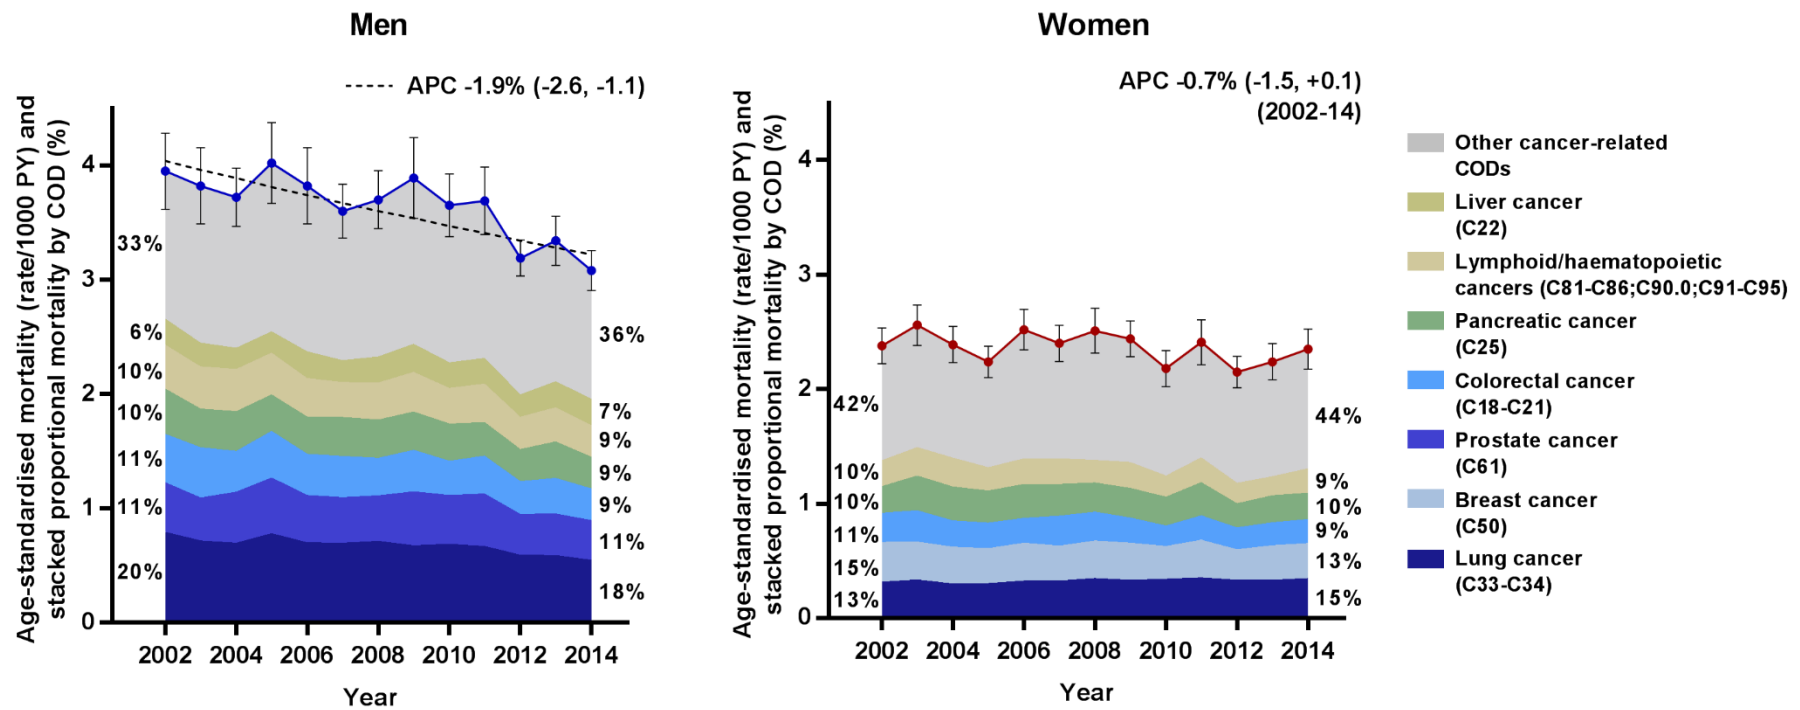 Men
APC -1.9% (-2.6, -1.1)
Age-standardised mortality (rate/1000 PY) and
stacked proportional mortality by COD (%)
4
3
2
1
0
33%
6%
10%
10%
11%
11%
20%
36%
7%
9%
9%
9%
11%
18%
2002 2004 2006 2008 2010 2012 2014
Year
Women
APC -0.7% (-1.5, +0.1)
(2002-14)
Age-standardised mortality (rate/1000 PY) and
stacked proportional mortality by COD (%)
4
3
2
1
0
42%
10%
10%
11%
15%
13%
44%
9%
10%
9%
13%
15%
2002 2004 2006 2008 2010 2012 2014
Year
Other cancer-related
CODs
Liver cancer
(C22)
Lymphoid/haematopoietic
cancers (C81-C86;C90.0;C91-C95)
Pancreatic cancer
(C25)
Colorectal cancer
(C18-C21)
Prostate cancer
(C61)
Breast cancer
(C50)
Lung cancer
(C33-C34)